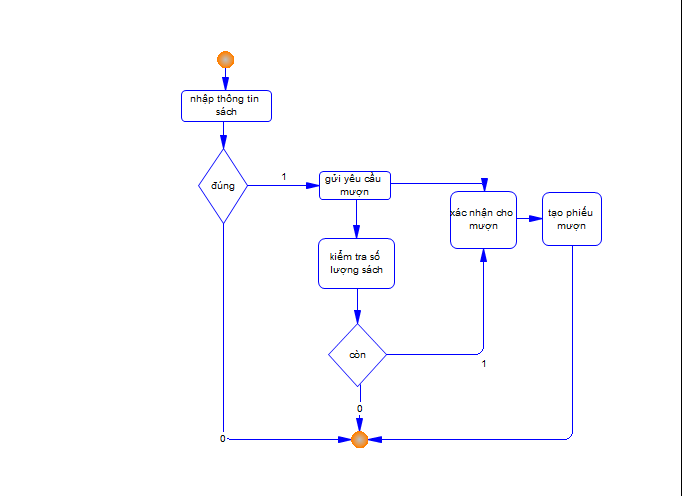 nhập thông tin
sách
đúng
1
gửi yêu cầu
mượn
xác nhận cho
mượn
tạo phiếu
mượn
kiểm tra số
lượng sách
còn
1
0
0